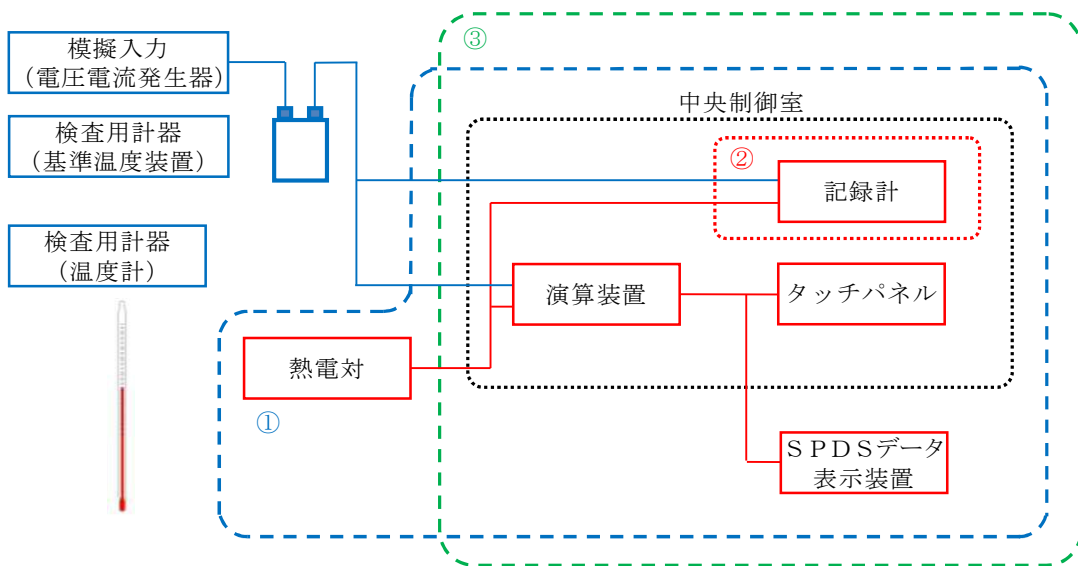 模擬入力
（電圧電流発生器）
検査用計器
（基準温度装置）
検査用計器
（温度計）
③
中央制御室
②
記録計
演算装置
タッチパネル
熱電対
①
ＳＰＤＳデータ
表示装置